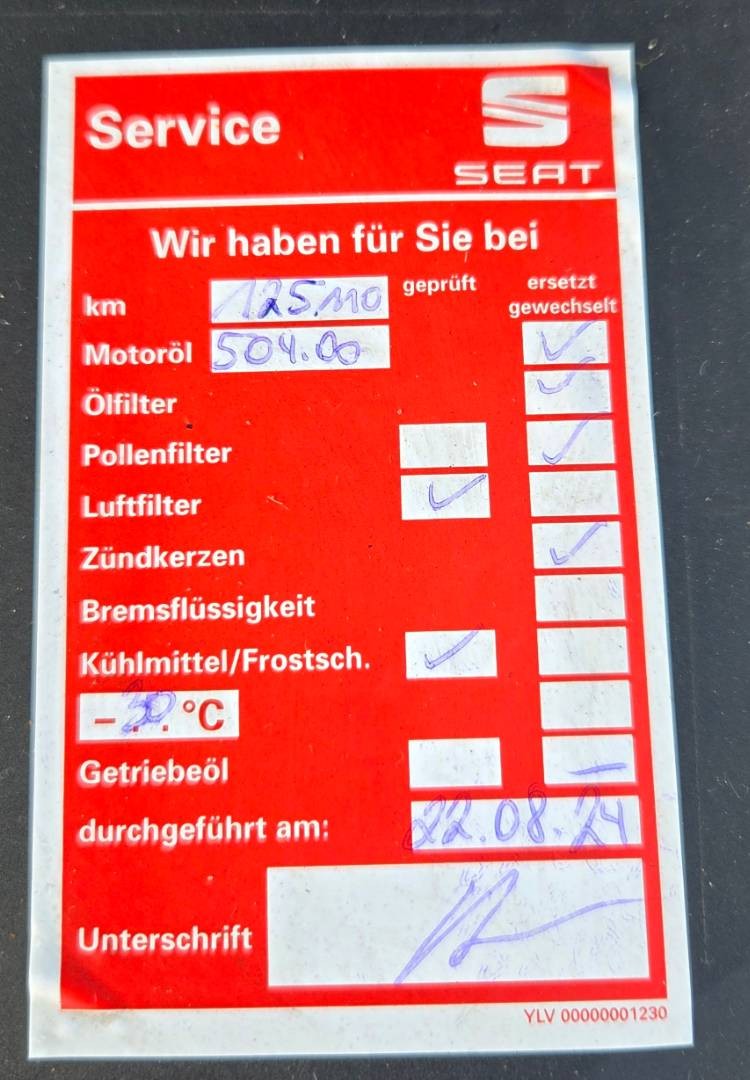 Service
SEAT
Wir haben für Sie bei
geprüft ersetzt
gewechselt
km 125.110
Motoröl 504.00 ✓
Ölfilter ✓
Pollenfilter ✓
Luftfilter ✓
Zündkerzen ✓
Bremsflüssigkeit
Kühlmittel/Frostsch. ✓
-30.°C
Getriebeöl —
durchgeführt am: 22.08.24
Unterschrift
YLV 00000001230